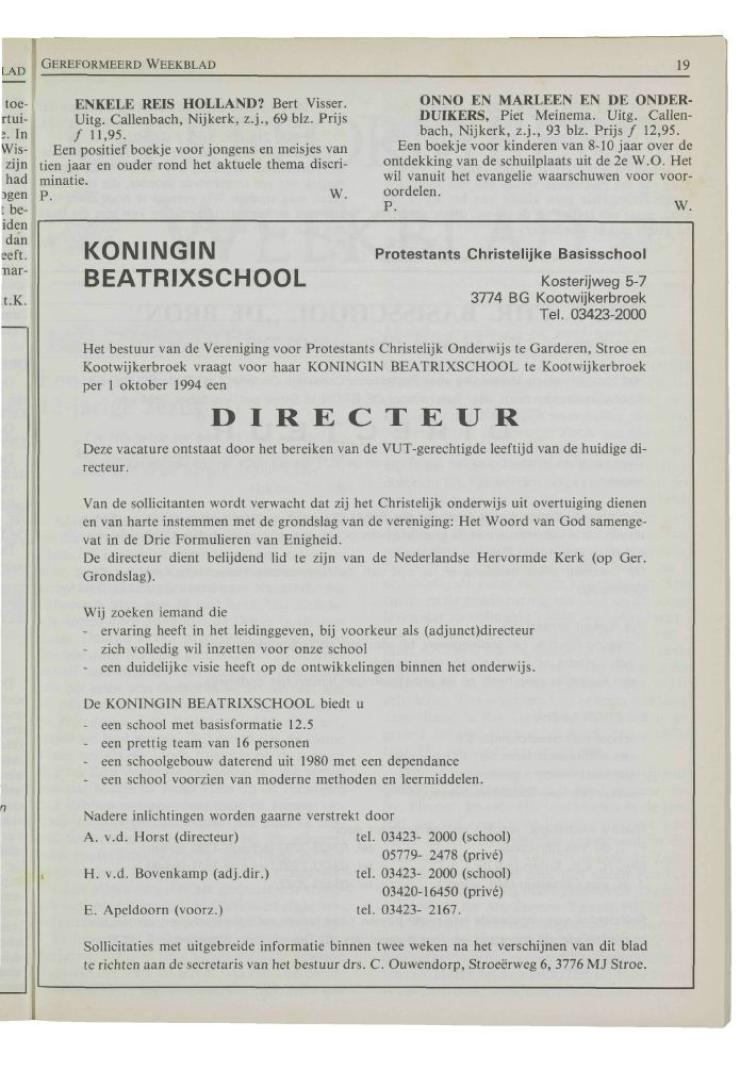 LAD
toe-
rtui-
e. In
Wis-
zijn
had
ogen
t be-
iden
dan
eeft.
mar-
t.K.
n
GEREFORMEERD WEEKBLAD 19
ENKELE REIS HOLLAND? Bert Visser.
Uitg. Callenbach, Nijkerk, z.j., 69 blz. Prijs
ƒ 11,95.
Een positief boekje voor jongens en meisjes van
tien jaar en ouder rond het aktuele thema discri-
minatie.
P. W.
ONNO EN MARLEEN EN DE ONDER-
DUIKERS, Piet Meinema. Uitg. Callen-
bach, Nijkerk, z.j., 93 blz. Prijs ƒ 12,95.
Een boekje voor kinderen van 8-10 jaar over de
ontdekking van de schuilplaats uit de 2e W.O. Het
wil vanuit het evangelie waarschuwen voor voor-
oordelen.
P. W.
KONINGIN
BEATRIXSCHOOL
Protestants Christelijke Basisschool
Kosterijweg 5-7
3774 BG Kootwijkerbroek
Tel. 03423-2000
Het bestuur van de Vereniging voor Protestants Christelijk Onderwijs te Garderen, Stroe en
Kootwijkerbroek vraagt voor haar KONINGIN BEATRIXSCHOOL te Kootwijkerbroek
per 1 oktober 1994 een
DIRECTEUR
Deze vacature ontstaat door het bereiken van de VUT-gerechtigde leeftijd van de huidige di-
recteur.
Van de sollicitanten wordt verwacht dat zij het Christelijk onderwijs uit overtuiging dienen
en van harte instemmen met de grondslag van de vereniging: Het Woord van God samenge-
vat in de Drie Formulieren van Enigheid.
De directeur dient belijdend lid te zijn van de Nederlandse Hervormde Kerk (op Ger.
Grondslag).
Wij zoeken iemand die
- ervaring heeft in het leidinggeven, bij voorkeur als (adjunct)directeur
- zich volledig wil inzetten voor onze school
- een duidelijke visie heeft op de ontwikkelingen binnen het onderwijs.
De KONINGIN BEATRIXSCHOOL biedt u
- een school met basisformatie 12.5
- een prettig team van 16 personen
- een schoolgebouw daterend uit 1980 met een dependance
- een school voorzien van moderne methoden en leermiddelen.
Nadere inlichtingen worden gaarne verstrekt door
A. v.d. Horst (directeur) tel. 03423- 2000 (school)
05779- 2478 (privé)
H. v.d. Bovenkamp (adj.dir.) tel. 03423- 2000 (school)
03420-16450 (privé)
E. Apeldoorn (voorz.) tel. 03423- 2167.
Sollicitaties met uitgebreide informatie binnen twee weken na het verschijnen van dit blad
te richten aan de secretaris van het bestuur drs. C. Ouwendorp, Stroeërweg 6, 3776 MJ Stroe.